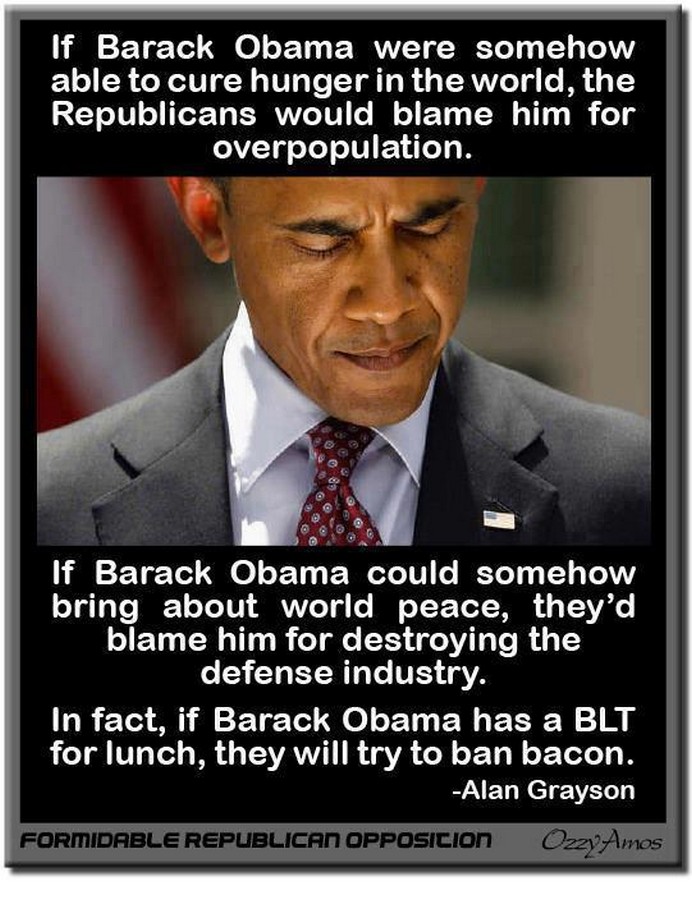 If Barack Obama were somehow
able to cure hunger in the world, the
Republicans would blame him for
overpopulation.
If Barack Obama could somehow
bring about world peace, they'd
blame him for destroying the
defense industry.
In fact, if Barack Obama has a BLT
for lunch, they will try to ban bacon.
-Alan Grayson
FORMIDABLE REPUBLICAN OPPOSITION
OzzyAmos